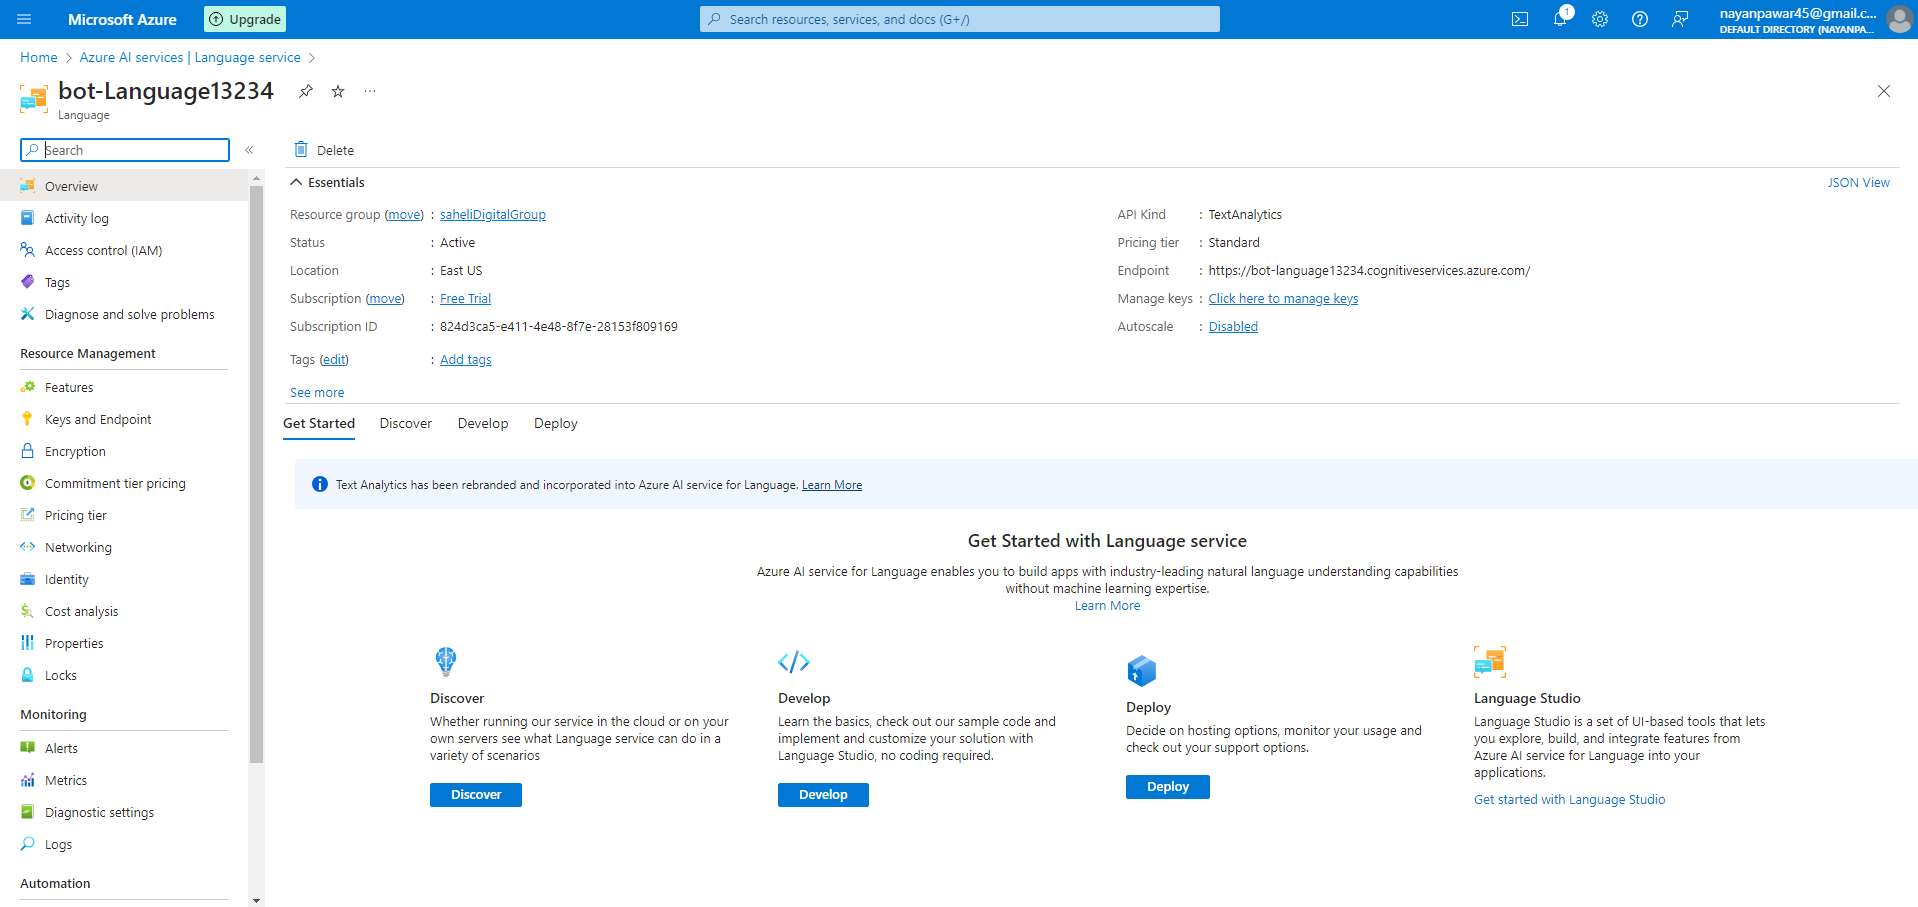 Microsoft Azure
Upgrade
Search resources, services, and docs (G+/)
1
nayanpawar45@gmail.c...
DEFAULT DIRECTORY (NAYANPA...
Home > Azure AI services | Language service >
bot-Language13234
Language
Search
Delete
Overview
Activity log
Access control (IAM)
Tags
Diagnose and solve problems
Resource Management
Features
Keys and Endpoint
Encryption
Commitment tier pricing
Pricing tier
Networking
Identity
Cost analysis
Properties
Locks
Monitoring
Alerts
Metrics
Diagnostic settings
Logs
Automation
Essentials
JSON View
Resource group (move) : saheliDigitalGroup
Status : Active
Location : East US
Subscription (move) : Free Trial
Subscription ID : 824d3ca5-e411-4e48-8f7e-28153f809169
Tags (edit) : Add tags
See more
API Kind : TextAnalytics
Pricing tier : Standard
Endpoint : https://bot-language13234.cognitiveservices.azure.com/
Manage keys : Click here to manage keys
Autoscale : Disabled
Get Started Discover Develop Deploy
Text Analytics has been rebranded and incorporated into Azure AI service for Language. Learn More
Get Started with Language service
Azure AI service for Language enables you to build apps with industry-leading natural language understanding capabilities
without machine learning expertise.
Learn More
Discover
Whether running our service in the cloud or on your
own servers see what Language service can do in a
variety of scenarios
Discover
Develop
Learn the basics, check out our sample code and
implement and customize your solution with
Language Studio, no coding required.
Develop
Deploy
Decide on hosting options, monitor your usage and
check out your support options.
Deploy
Language Studio
Language Studio is a set of UI-based tools that lets
you explore, build, and integrate features from
Azure AI service for Language into your
applications.
Get started with Language Studio